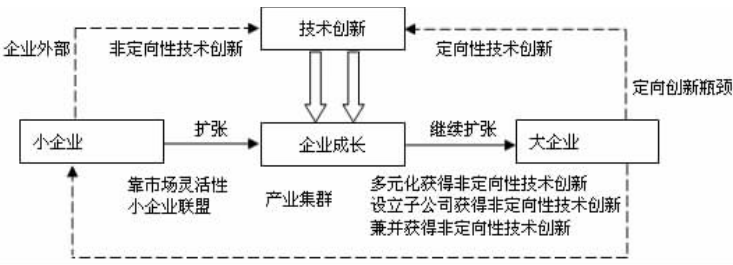 技术创新
企业外部
非定向性技术创新
定向性技术创新
定向创新瓶颈
小企业
扩张
企业成长
继续扩张
大企业
靠市场灵活性
小企业联盟
产业集群
多元化获得非定向性技术创新
设立子公司获得非定向性技术创新
兼并获得非定向性技术创新